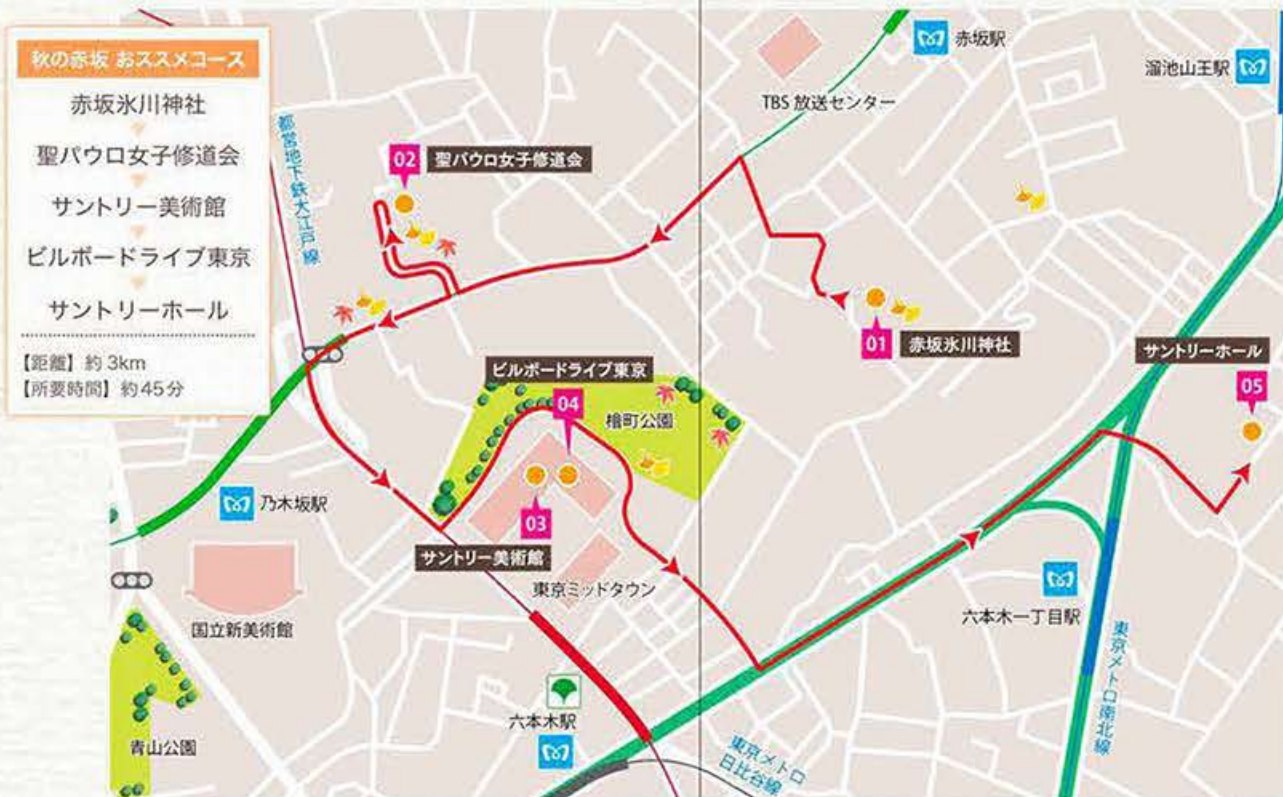 秋の赤坂 おススメコース
赤坂氷川神社
聖パウロ女子修道会
サントリー美術館
ビルボードライブ東京
サントリーホール
【距離】約3km
【所要時間】約45分
都営地下鉄大江戸線
02 聖パウロ女子修道会
TBS 放送センター
赤坂駅
溜池山王駅
01 赤坂氷川神社
サントリーホール
05
ビルボードライブ東京
04
檜町公園
03
サントリー美術館
東京ミッドタウン
乃木坂駅
国立新美術館
青山公園
六本木駅
六本木一丁目駅
東京メトロ南北線
東京メトロ
日比谷線